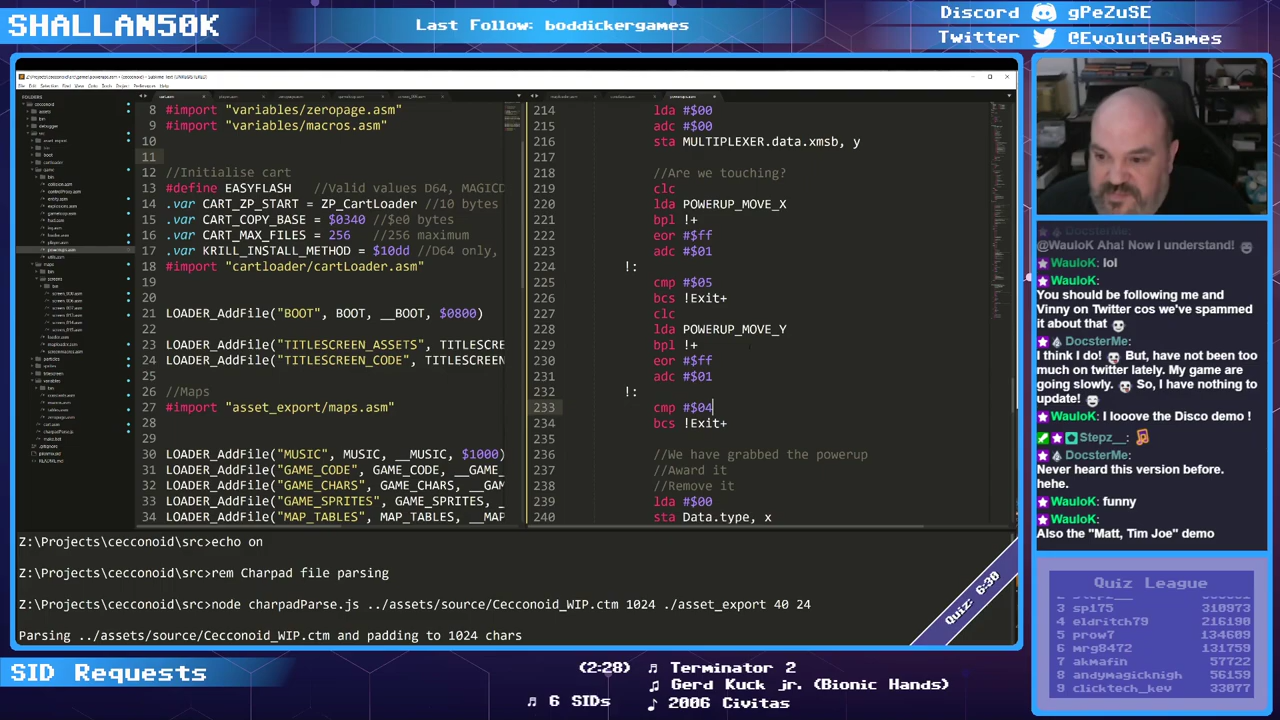 SHALLAN50K
Last Follow: boddickergames
Discord gPeZuSE
Twitter @EvoluteGames
8 #import "variables/zeropage.asm"
9 #import "variables/macros.asm"
10
11
12 //Initialise cart
13 #define EASYFLASH //Valid values D64, MAGICD
14 .var CART_ZP_START = ZP_CartLoader //10 bytes
15 .var CART_COPY_BASE = $0340 //$e0 bytes
16 .var CART_MAX_FILES = 256 //256 maximum
17 .var KRILL_INSTALL_METHOD = $10dd //D64 only,
18 #import "cartloader/cartLoader.asm"
19
20
21 LOADER_AddFile("BOOT", BOOT, __BOOT, $0800)
22
23 LOADER_AddFile("TITLESCREEN_ASSETS", TITLESCREEN
24 LOADER_AddFile("TITLESCREEN_CODE", TITLESCREEN
25
26 //Maps
27 #import "asset_export/maps.asm"
28
29
30 LOADER_AddFile("MUSIC", MUSIC, __MUSIC, $1000)
31 LOADER_AddFile("GAME_CODE", GAME_CODE, __GAME_
32 LOADER_AddFile("GAME_CHARS", GAME_CHARS, __GA
33 LOADER_AddFile("GAME_SPRITES", GAME_SPRITES,
34 LOADER_AddFile("MAP_TABLES", MAP_TABLES, __MA
214 lda #$00
215 adc #$00
216 sta MULTIPLEXER.data.xmsb, y
217
218 //Are we touching?
219 clc
220 lda POWERUP_MOVE_X
221 bpl !+
222 eor #$ff
223 adc #$01
224 !:
225 cmp #$05
226 bcs !Exit+
227 clc
228 lda POWERUP_MOVE_Y
229 bpl !+
230 eor #$ff
231 adc #$01
232 !:
233 cmp #$04
234 bcs !Exit+
235
236 //We have grabbed the powerup
237 //Award it
238 //Remove it
239 lda #$00
240 sta Data.type, x
Z:\Projects\cecconoid\src>echo on
Z:\Projects\cecconoid\src>rem Charpad file parsing
Z:\Projects\cecconoid\src>node charpadParse.js ../assets/source/Cecconoid_WIP.ctm 1024 ./asset_export 40 24
Parsing ../assets/source/Cecconoid_WIP.ctm and padding to 1024 chars
Quiz: 6:30
DocsterMe:
@WauloK Aha! Now I understand!
WauloK: lol
WauloK:
You should be following me and
Vinny on Twitter cos we've spammed
it about that
DocsterMe:
I think I do! But, have not been too
much on twitter lately. My game are
going slowly. So, I have nothing to
update!
WauloK: I looove the Disco demo !
Stepz__:
DocsterMe:
Never heard this version before.
hehe.
WauloK: funny
WauloK:
Also the "Matt, Tim Joe" demo
Quiz League
3 sp175 310973
4 eldritch79 216190
5 prow7 134609
6 mrg8472 131759
7 akmafin 57722
8 andymagicknigh 56159
9 clicktech_kev 33077
SID Requests
(2:28) Terminator 2
Gerd Kuck jr. (Bionic Hands)
6 SIDs
2006 Civitas